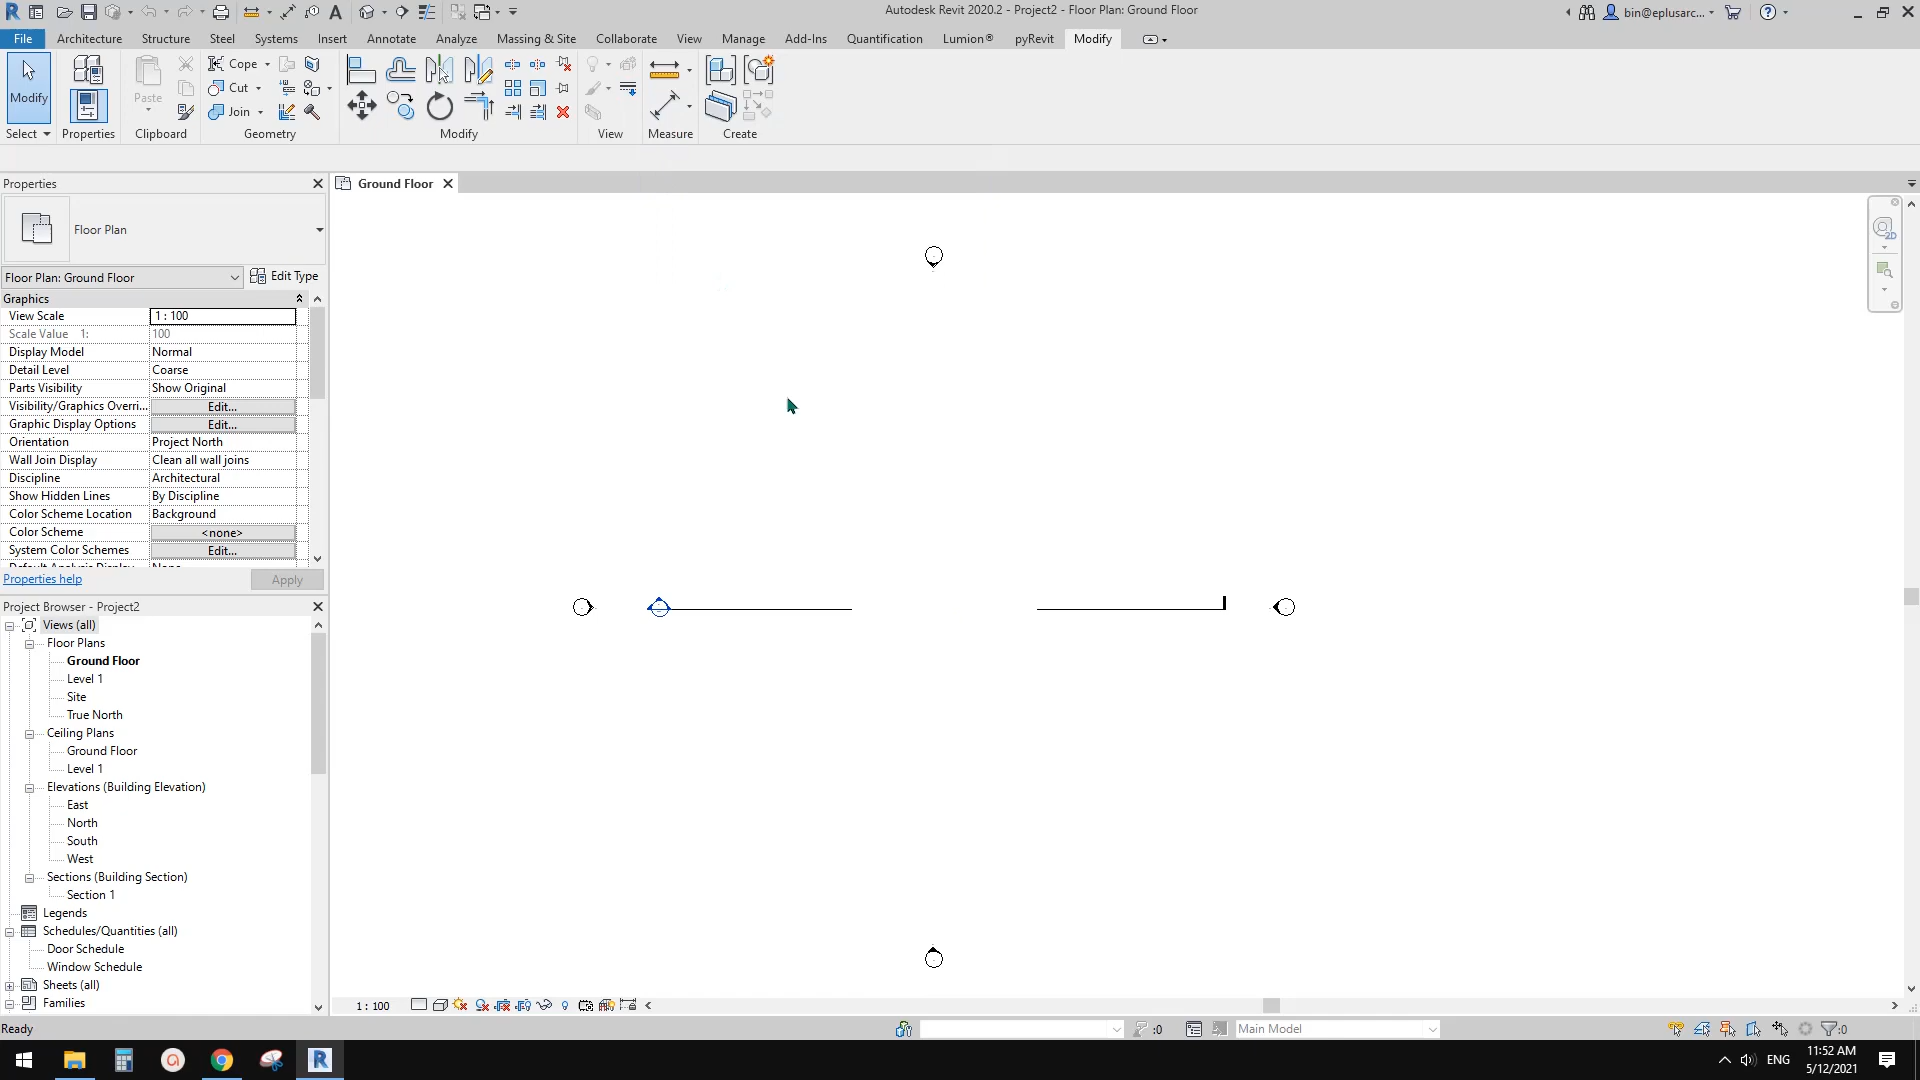 Autodesk Revit 2020.2 - Project2 - Floor Plan: Ground Floor
bin@eplusarc...
File Architecture Structure Steel Systems Insert Annotate Analyze Massing & Site Collaborate View Manage Add-Ins Quantification Lumion® pyRevit Modify
Modify
Paste
Cope
Cut
Join
Select Properties Clipboard Geometry Modify View Measure Create
Properties
Ground Floor
Floor Plan
Floor Plan: Ground Floor
Edit Type
Graphics
View Scale 1 : 100
Scale Value 1: 100
Display Model Normal
Detail Level Coarse
Parts Visibility Show Original
Visibility/Graphics Overri... Edit...
Graphic Display Options Edit...
Orientation Project North
Wall Join Display Clean all wall joins
Discipline Architectural
Show Hidden Lines By Discipline
Color Scheme Location Background
Color Scheme <none>
System Color Schemes Edit...
Properties help
Apply
Project Browser - Project2
Views (all)
Floor Plans
Ground Floor
Level 1
Site
True North
Ceiling Plans
Ground Floor
Level 1
Elevations (Building Elevation)
East
North
South
West
Sections (Building Section)
Section 1
Legends
Schedules/Quantities (all)
Door Schedule
Window Schedule
Sheets (all)
Families
1 : 100
Ready
:0
Main Model
:0
ENG
11:52 AM
5/12/2021
2D